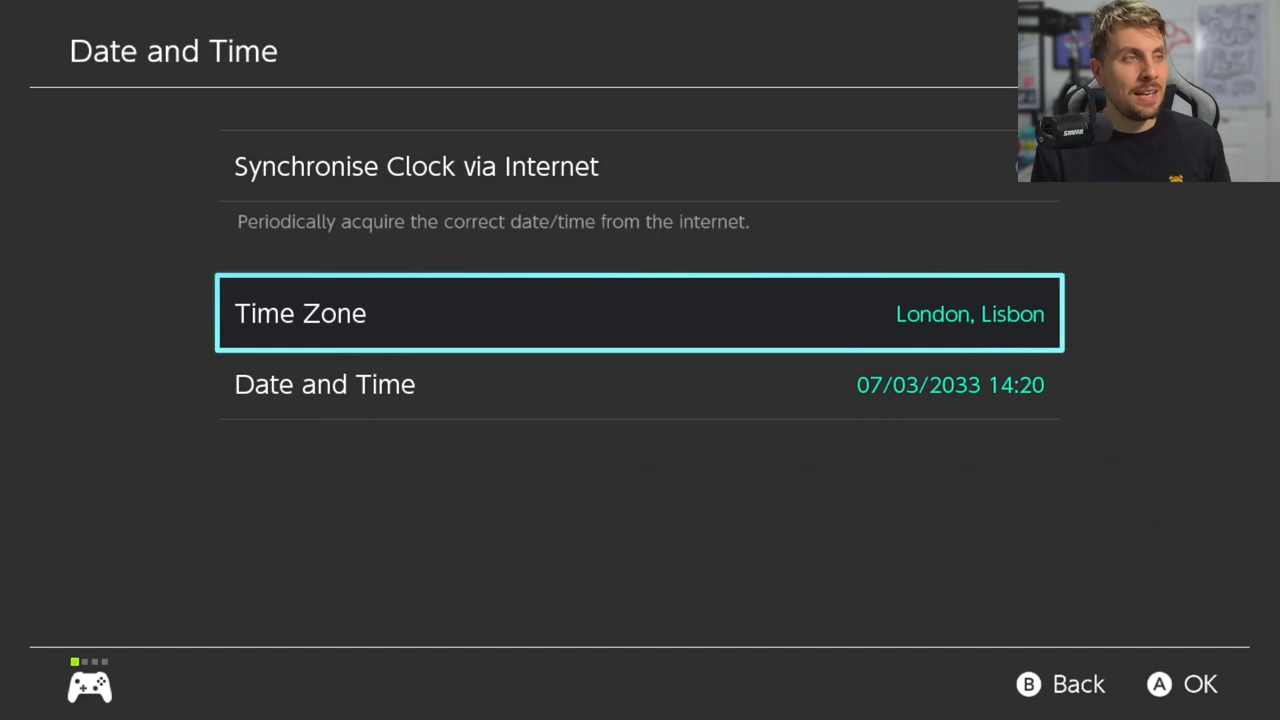 Date and Time
SHURE
Synchronise Clock via Internet
Periodically acquire the correct date/time from the internet.
Time Zone London, Lisbon
Date and Time 07/03/2033 14:20
B Back A OK